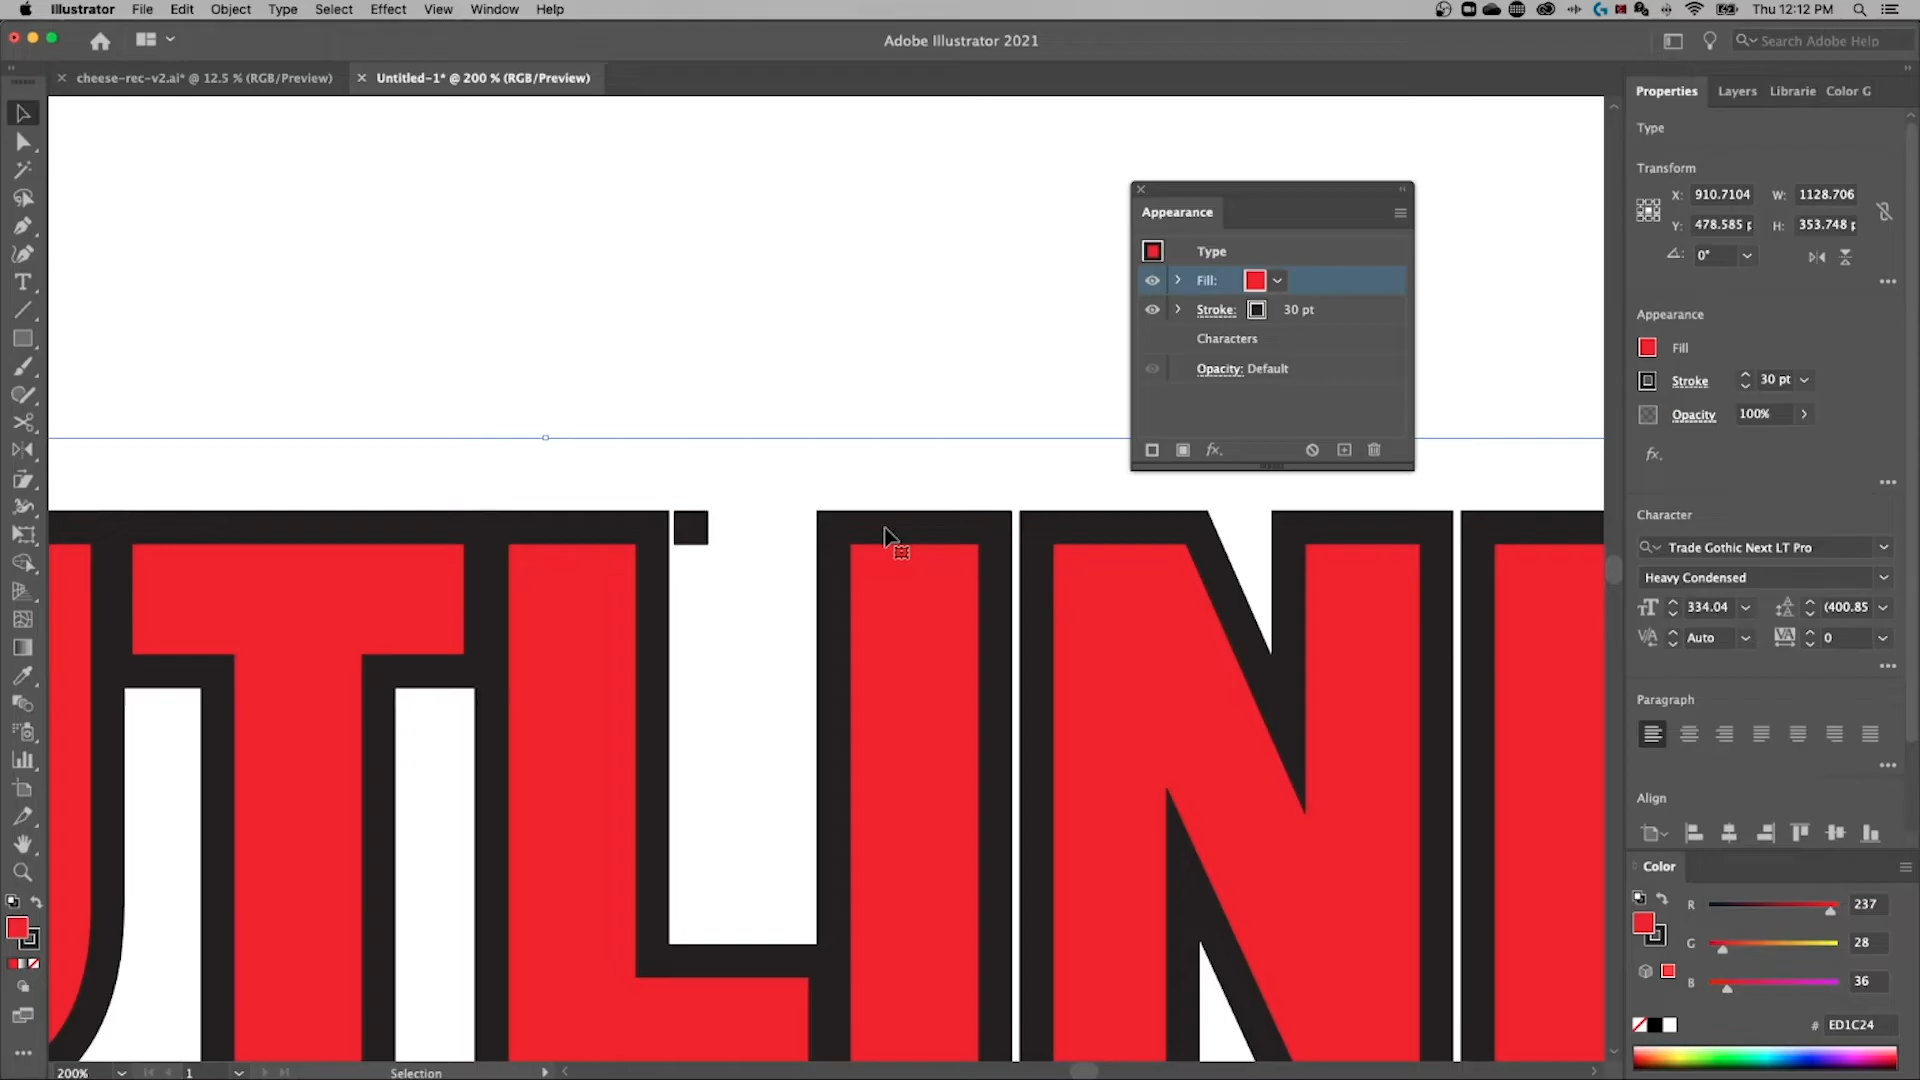 Illustrator File Edit Object Type Select Effect View Window Help
Thu 12:12 PM
Adobe Illustrator 2021
Search Adobe Help
cheese-rec-v2.ai* @ 12.5 % (RGB/Preview)
Untitled-1* @ 200 % (RGB/Preview)
Properties Layers Librarie Color G
Type
Transform
X: 910.7104 W: 1128.706
Y: 478.585 p H: 353.748 p
0°
Appearance
Fill
Stroke 30 pt
Opacity 100%
fx.
Character
Trade Gothic Next LT Pro
Heavy Condensed
334.04 (400.85
Auto 0
Paragraph
Align
Color
R 237
G 28
B 36
# ED1C24
Appearance
Type
Fill:
Stroke: 30 pt
Characters
Opacity: Default
fx.
UTLIN
200% 1 Selection